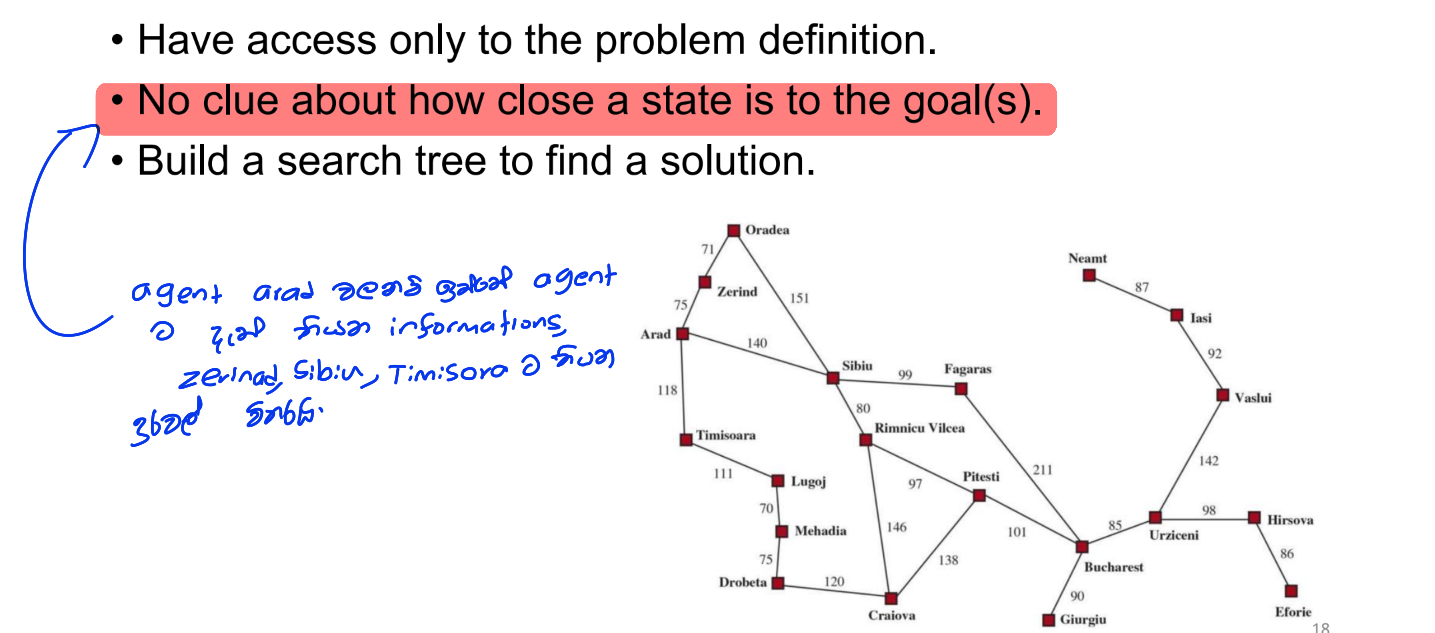 • Have access only to the problem definition.
• No clue about how close a state is to the goal(s).
• Build a search tree to find a solution.
agent arad වලනම් ඉන්නේ agent
ට දැන් තියන informations,
zerinad, Sibiu, Timisora ට තියන
දුරවල් විතරයි.
Oradea
71
Neamt
87
Zerind
151
75
Iasi
Arad
140
92
Sibiu
99
Fagaras
118
80
Vaslui
Timisoara
Rimnicu Vilcea
142
111
Lugoj
97
Pitesti
211
70
146
101
85
98
Hirsova
Mehadia
Urziceni
75
138
86
Bucharest
Drobeta
120
90
Craiova
Giurgiu
Eforie
18